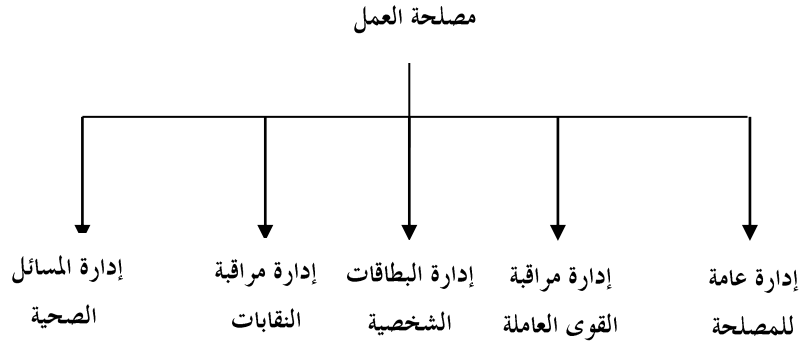 مصلحة العمل
إدارة عامة
للمصلحة
إدارة مراقبة
القوى العاملة
إدارة البطاقات
الشخصية
إدارة مراقبة
النقابات
إدارة المسائل
الصحية